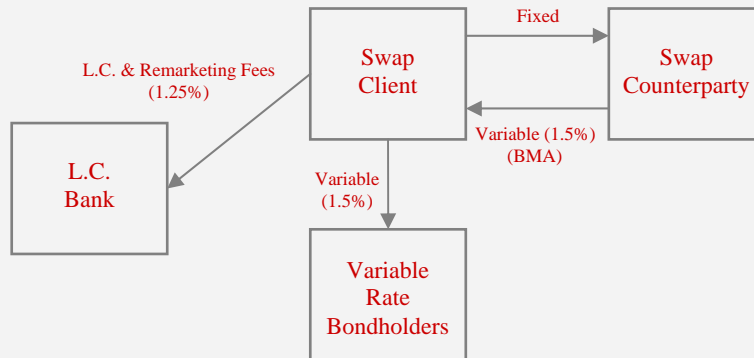 Fixed
L.C. & Remarketing Fees
(1.25%)
Swap
Client
Swap
Counterparty
Variable (1.5%)
(BMA)
L.C.
Bank
Variable
(1.5%)
Variable
Rate
Bondholders